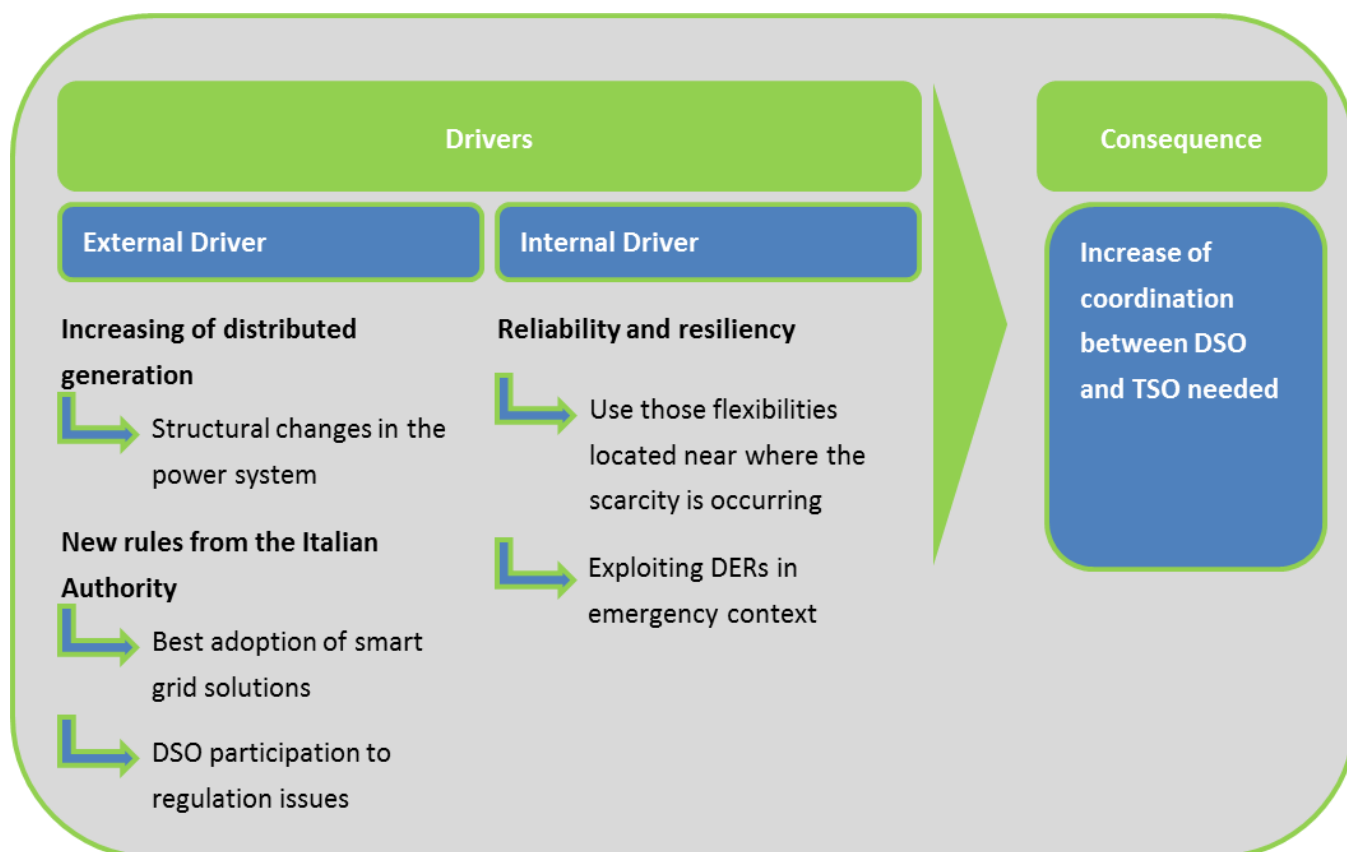 Drivers
Consequence
External Driver
Internal Driver
Increasing of distributed
generation
Structural changes in the
power system
New rules from the Italian
Authority
Best adoption of smart
grid solutions
DSO participation to
regulation issues
Reliability and resiliency
Use those flexibilities
located near where the
scarcity is occurring
Exploiting DERs in
emergency context
Increase of
coordination
between DSO
and TSO needed